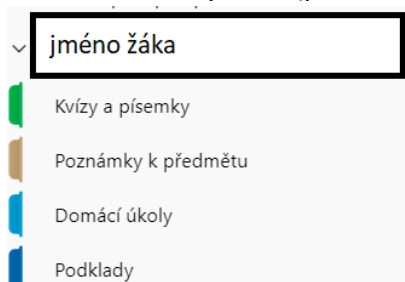 jméno žáka
Kvízy a písemky
Poznámky k předmětu
Domácí úkoly
Podklady